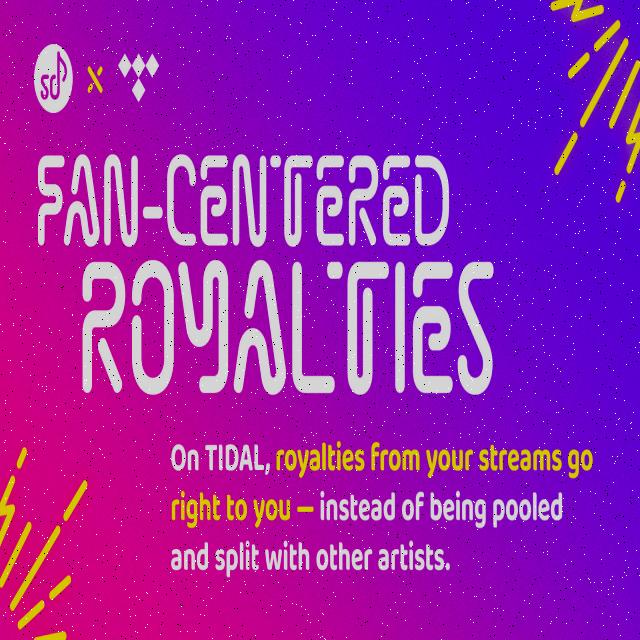 sd x
FAN-CENTERED
ROYALTIES
On TIDAL, royalties from your streams go
right to you – instead of being pooled
and split with other artists.